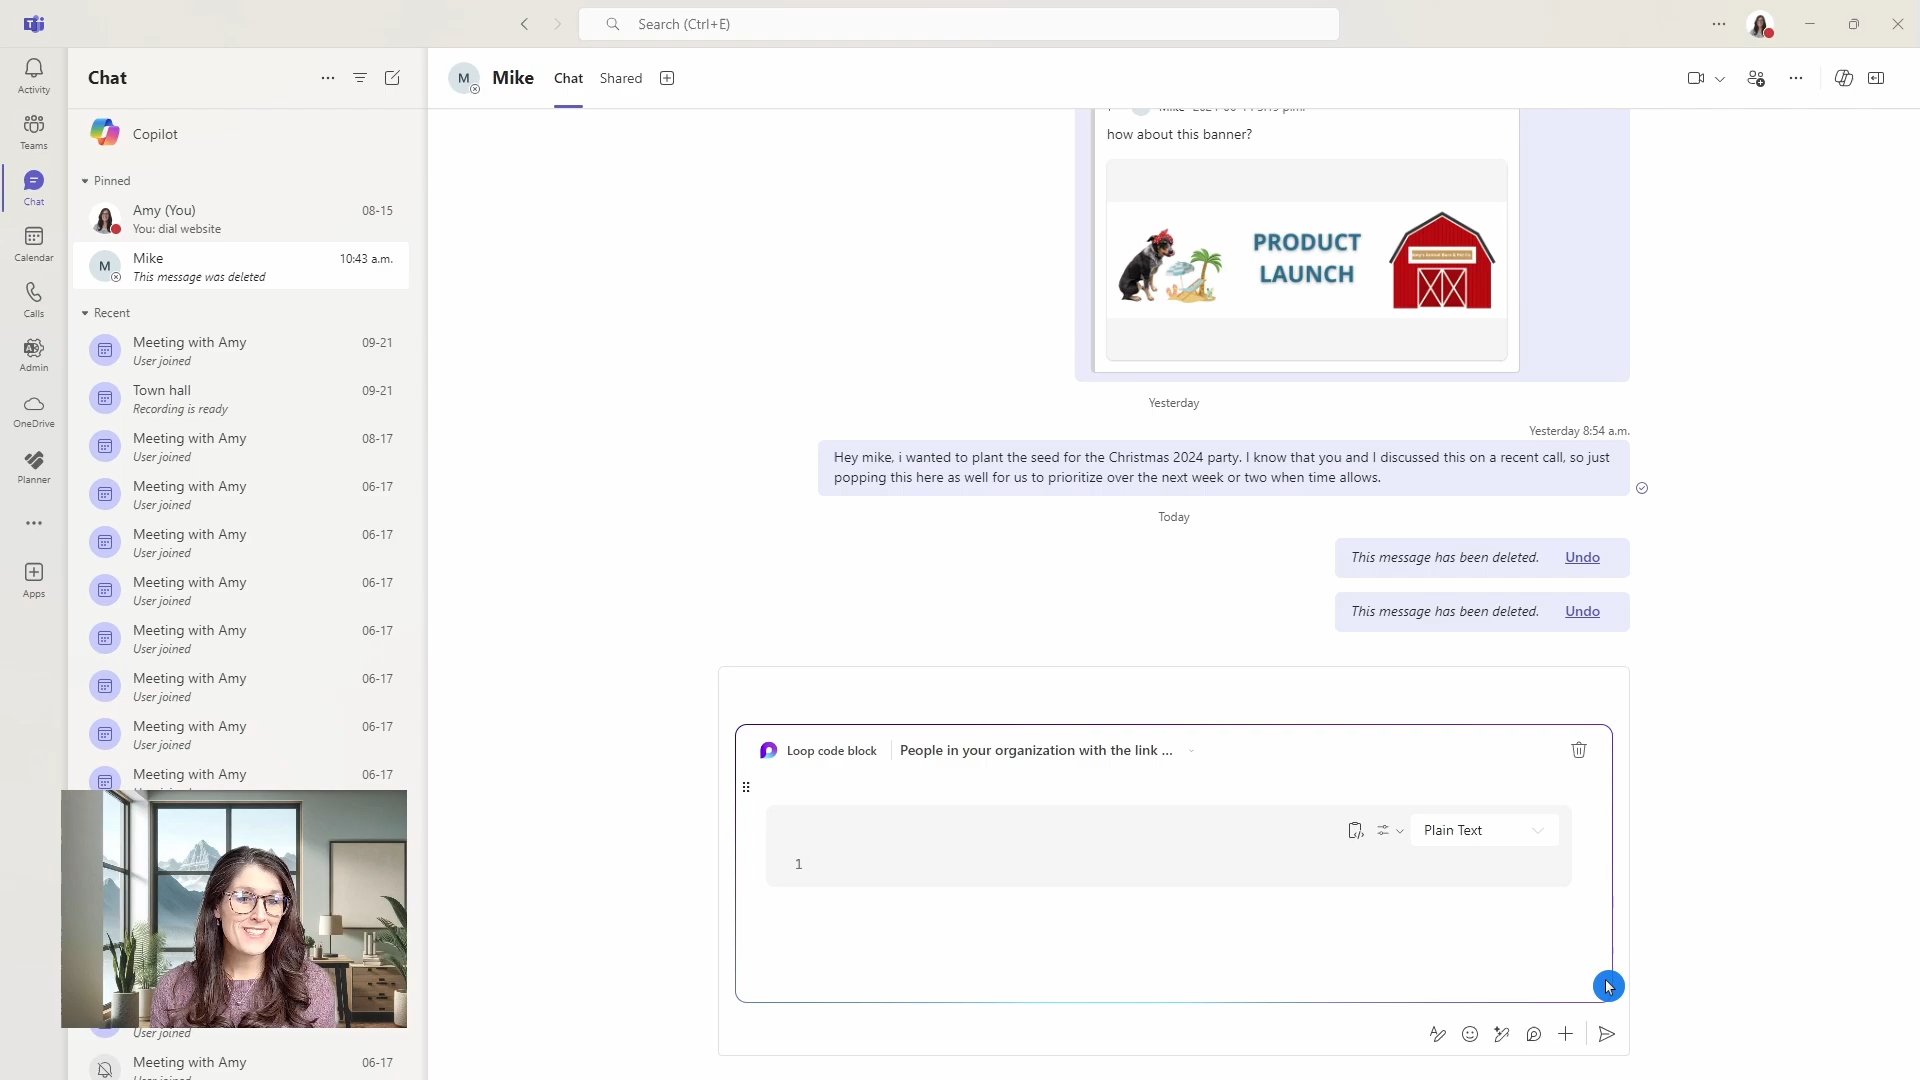 Search (Ctrl+E)
Activity
Teams
Chat
Calendar
Calls
Admin
OneDrive
Planner
Apps
Chat
Copilot
Pinned
Amy (You) 08-15
You: dial website
M
Mike 10:43 a.m.
This message was deleted
Recent
Meeting with Amy 09-21
User joined
Town hall 09-21
Recording is ready
Meeting with Amy 08-17
User joined
Meeting with Amy 06-17
User joined
Meeting with Amy 06-17
User joined
Meeting with Amy 06-17
User joined
Meeting with Amy 06-17
User joined
Meeting with Amy 06-17
User joined
Meeting with Amy 06-17
User joined
Meeting with Amy 06-17
User joined
Meeting with Amy 06-17
User joined
M Mike Chat Shared
how about this banner?
PRODUCT
LAUNCH
Yesterday
Yesterday 8:54 a.m.
Hey mike, i wanted to plant the seed for the Christmas 2024 party. I know that you and I discussed this on a recent call, so just
popping this here as well for us to prioritize over the next week or two when time allows.
Today
This message has been deleted. Undo
This message has been deleted. Undo
Loop code block People in your organization with the link ...
Plain Text
1